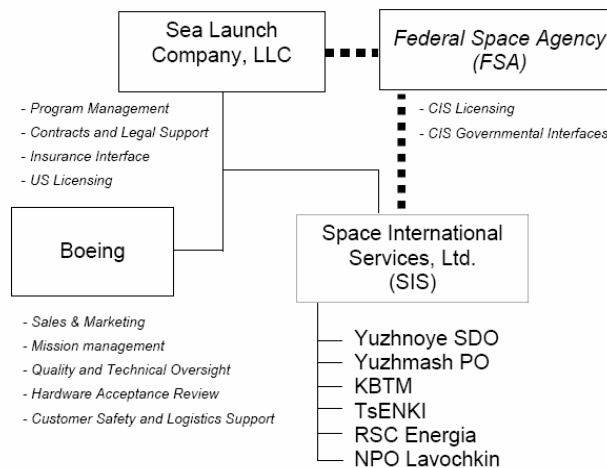 Sea Launch
Company, LLC
Federal Space Agency
(FSA)
- Program Management
- Contracts and Legal Support
- Insurance Interface
- US Licensing
- CIS Licensing
- CIS Governmental Interfaces
Boeing
Space International
Services, Ltd.
(SIS)
- Sales & Marketing
- Mission management
- Quality and Technical Oversight
- Hardware Acceptance Review
- Customer Safety and Logistics Support
Yuzhnoye SDO
Yuzhmash PO
KBTM
TsENKI
RSC Energia
NPO Lavochkin